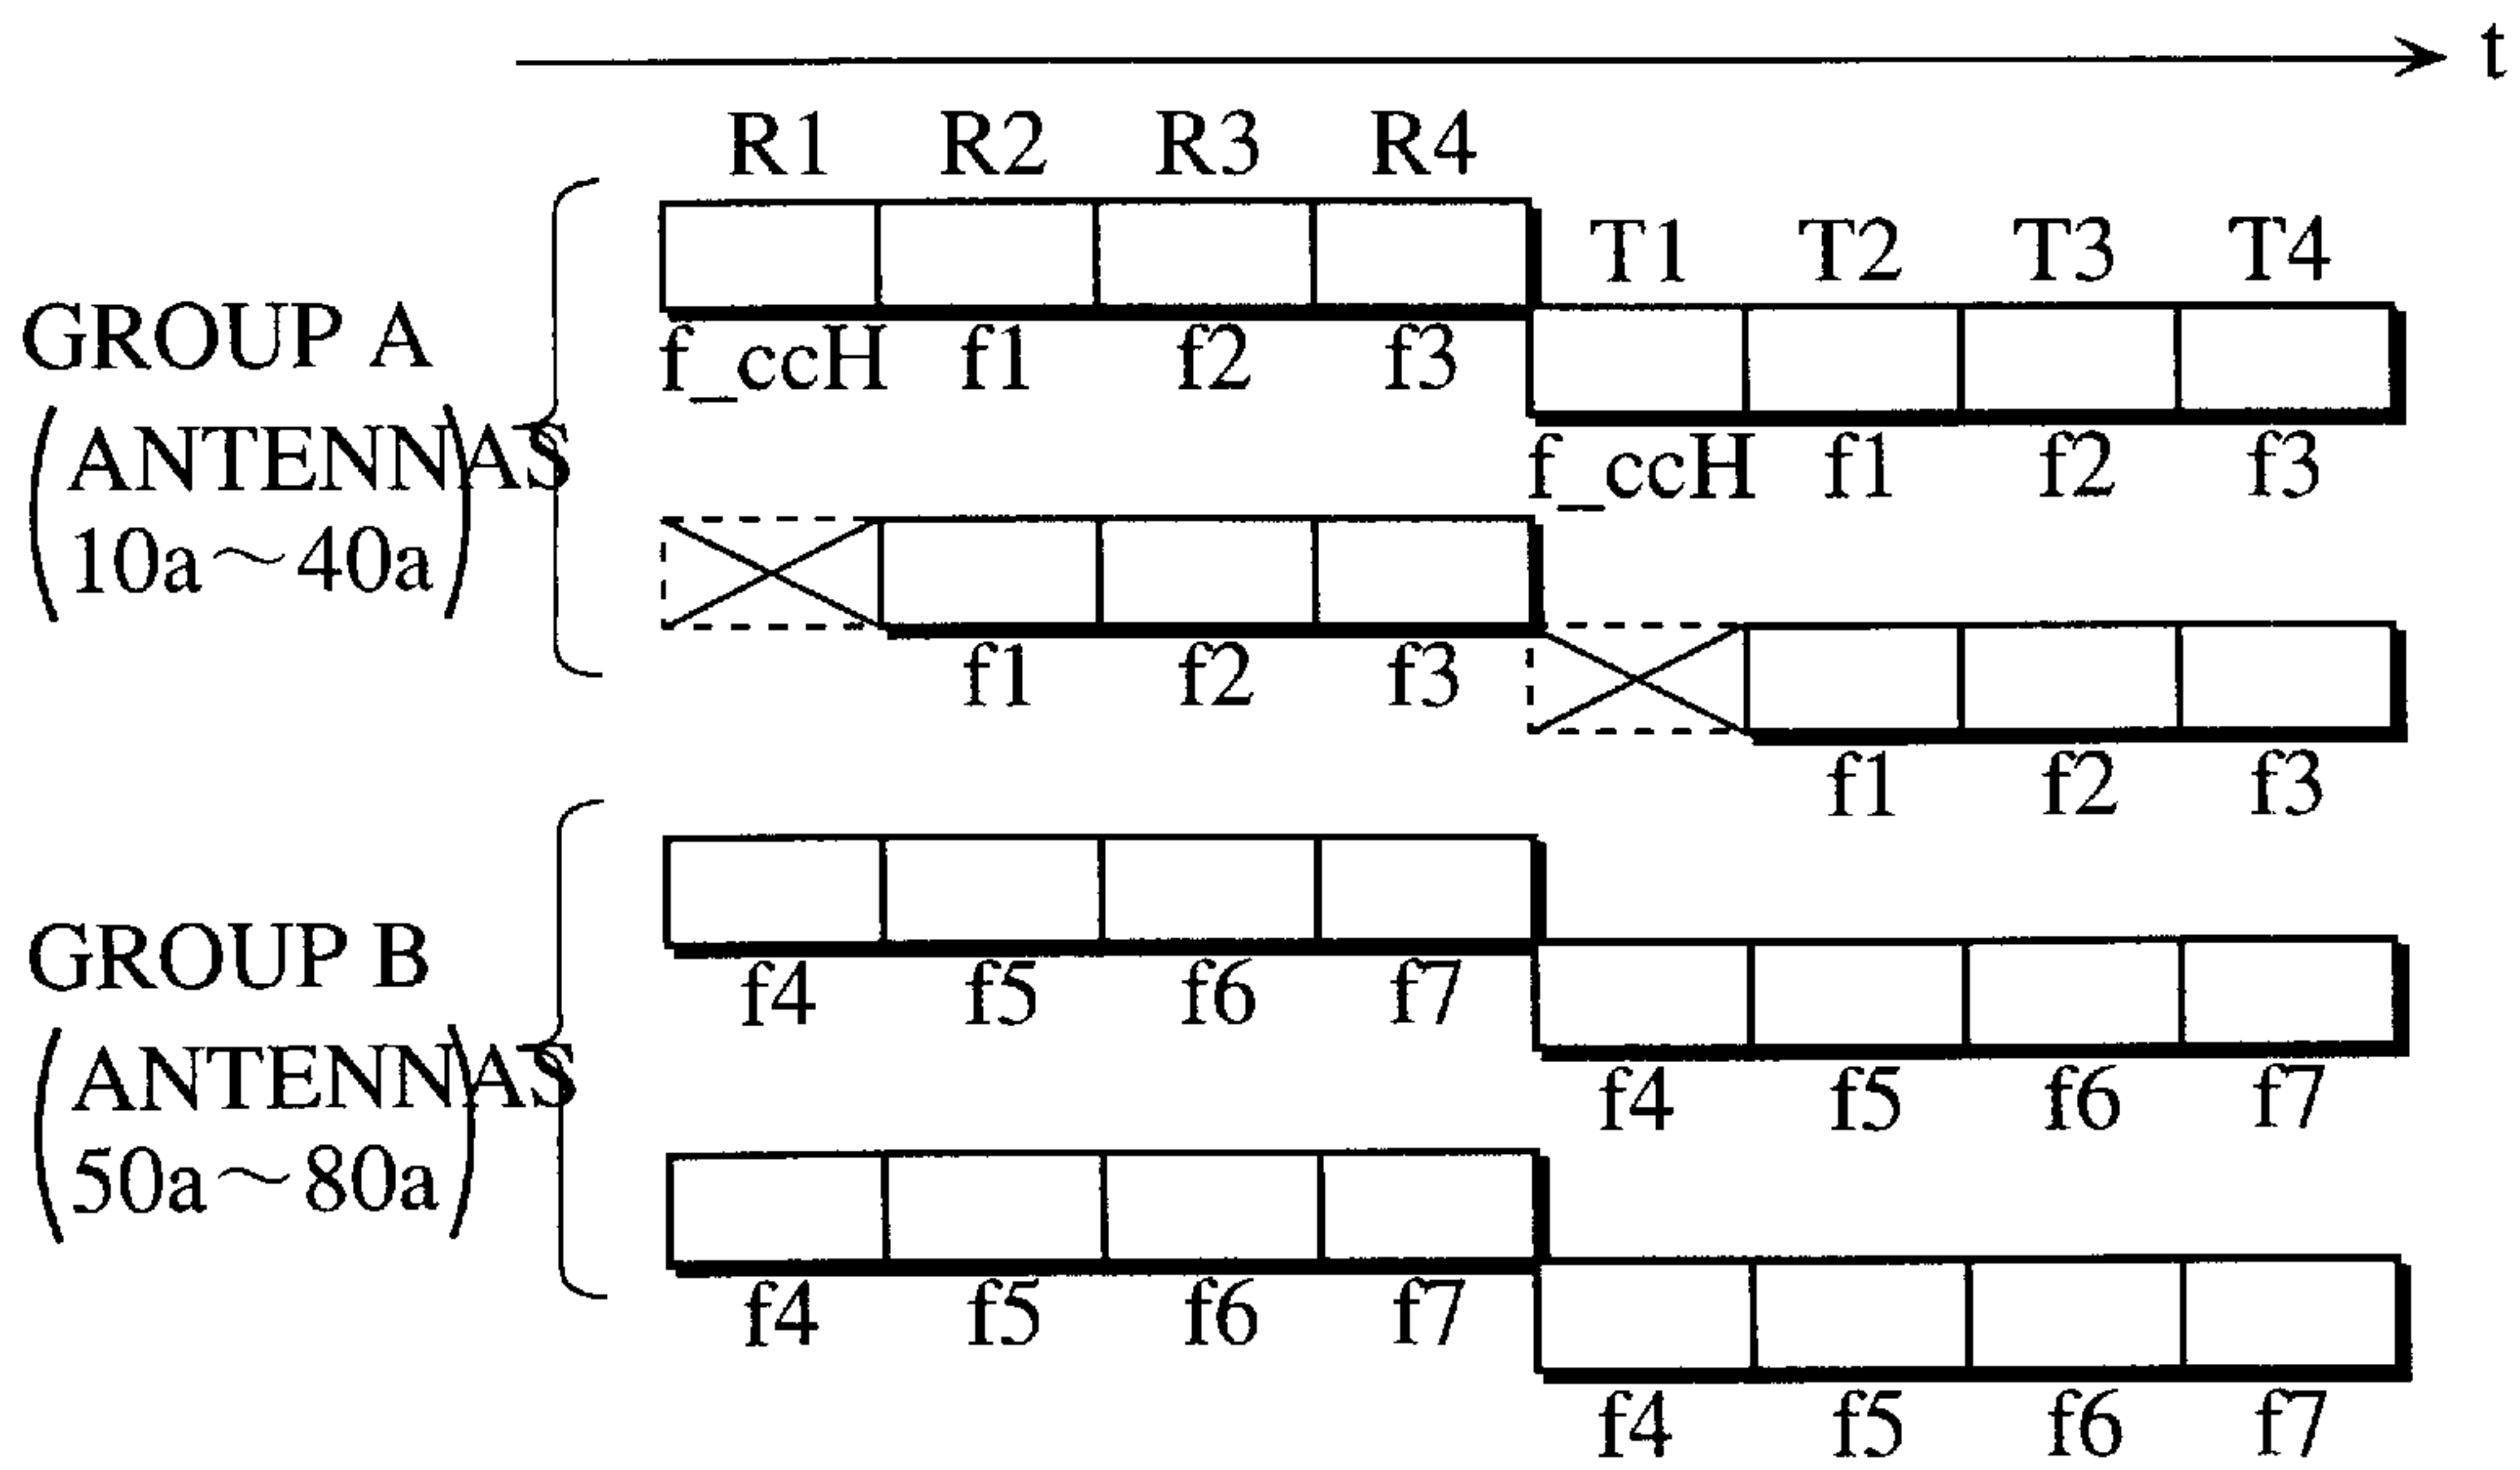 t
R1 R2 R3 R4
T1 T2 T3 T4
GROUP A
(ANTENNAS
10a~40a)
f_ccH f1 f2 f3
f_ccH f1 f2 f3
f1 f2 f3
f1 f2 f3
GROUP B
(ANTENNAS
50a~80a)
f4 f5 f6 f7
f4 f5 f6 f7
f4 f5 f6 f7
f4 f5 f6 f7